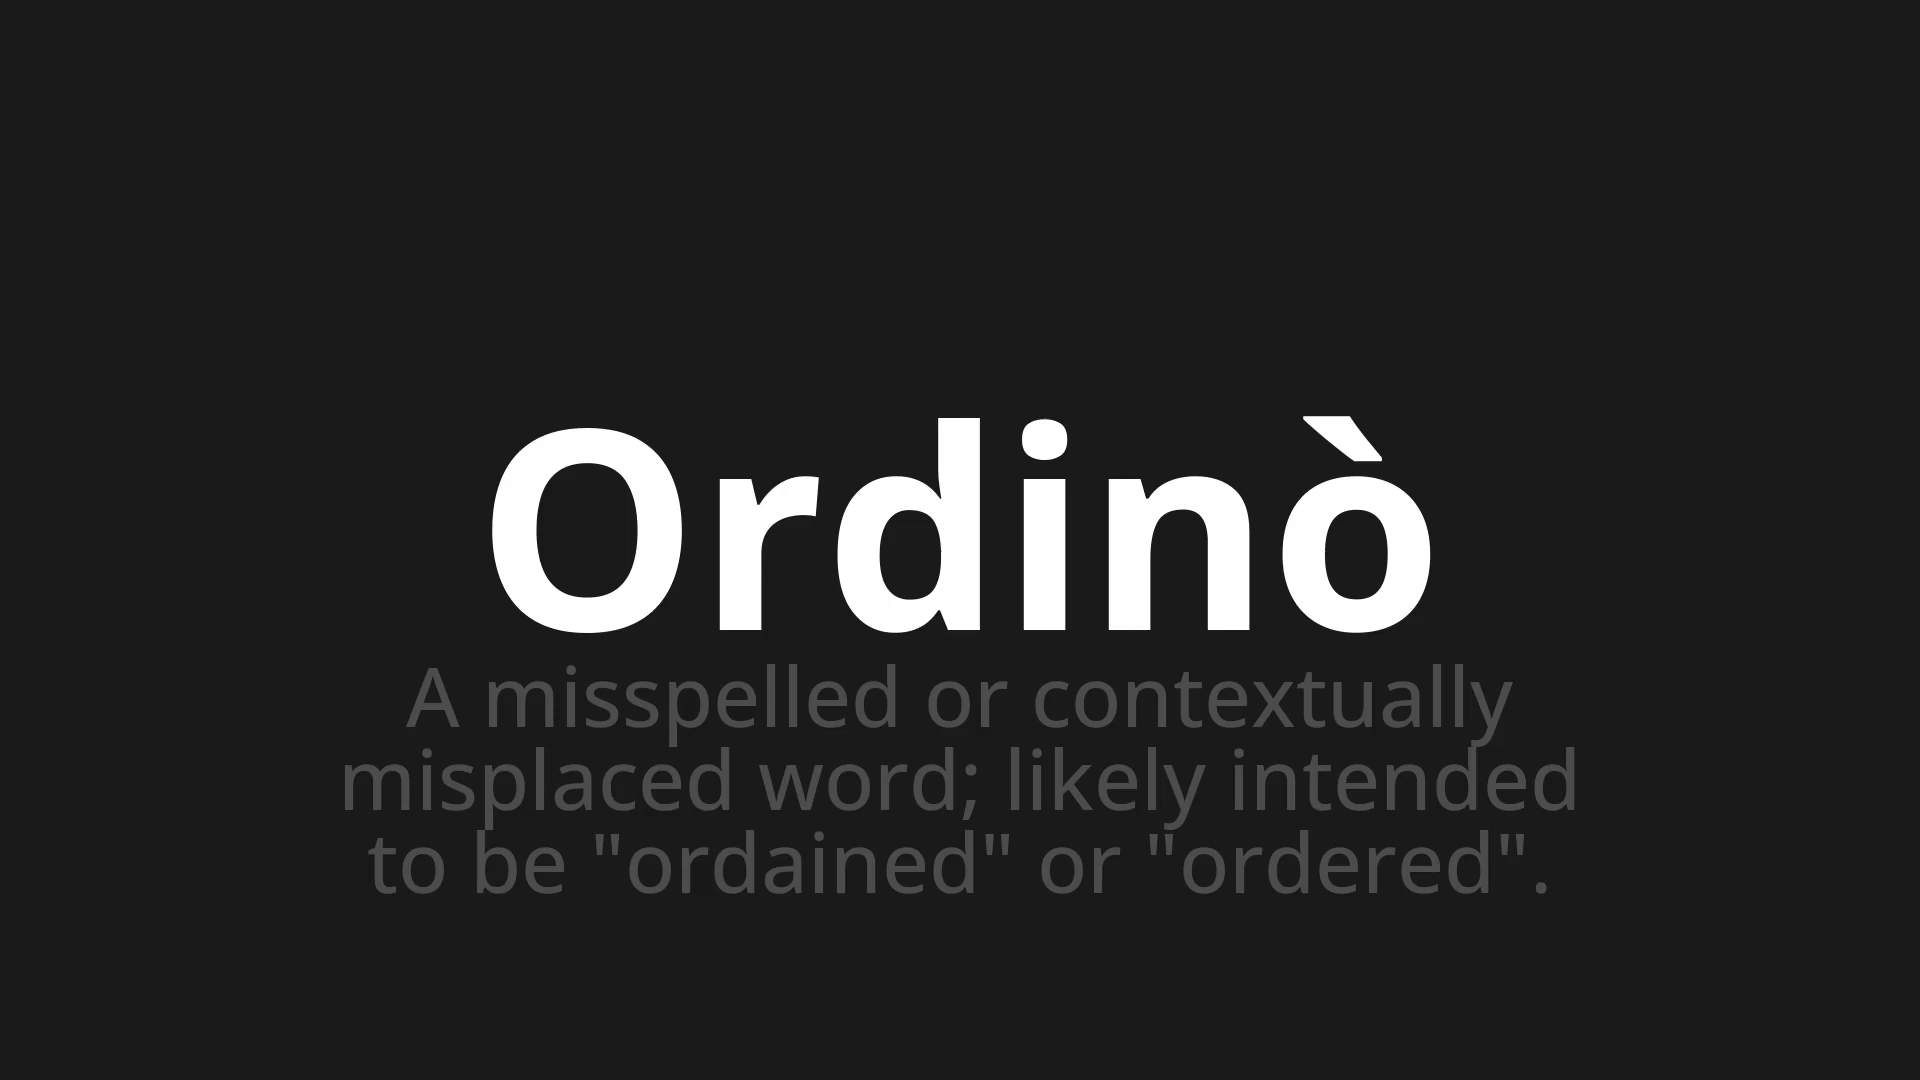 Ordinò
A misspelled or contextually
misplaced word; likely intended
to be "ordained" or "ordered".